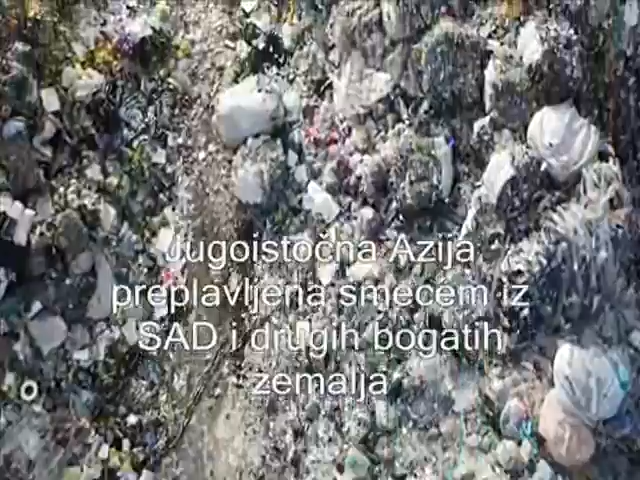 Jugoistočna Azija
preplavljena smećem iz
SAD i drugih bogatih
zemalja